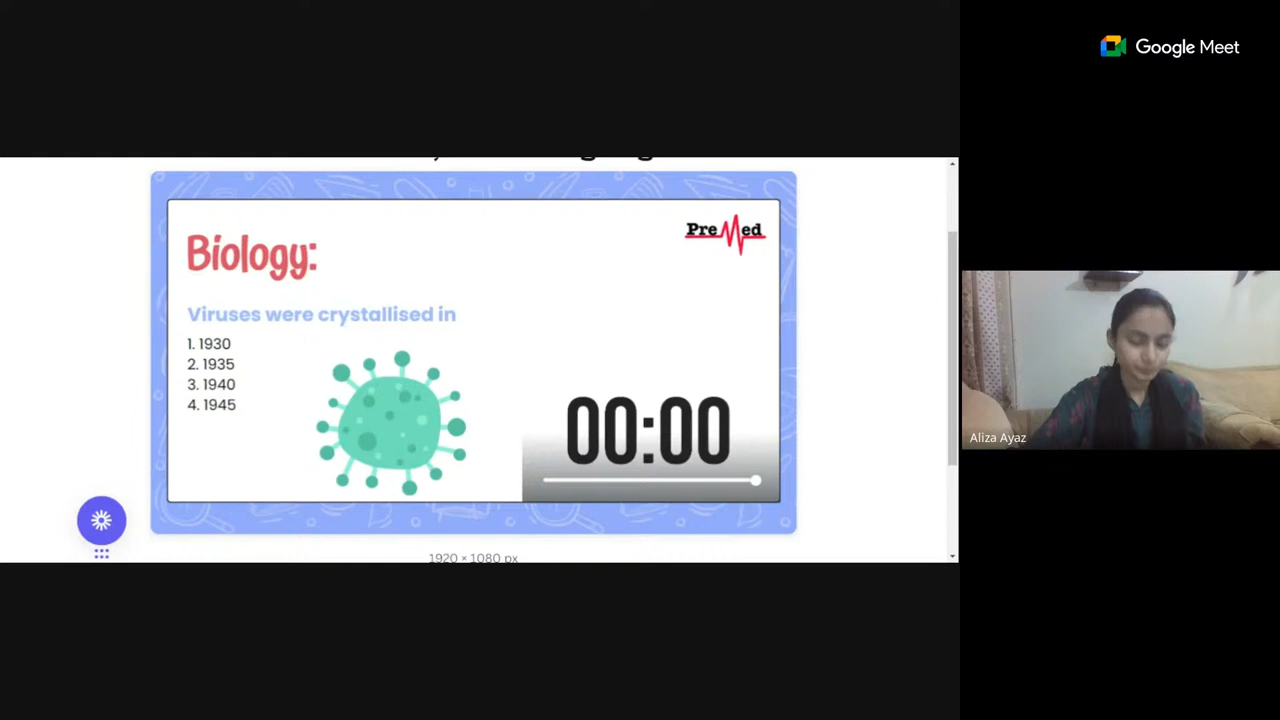 Google Meet
PreMed
Biology:
Viruses were crystallised in
1. 1930
2. 1935
3. 1940
4. 1945
00:00
1920 × 1080 px
Aliza Ayaz